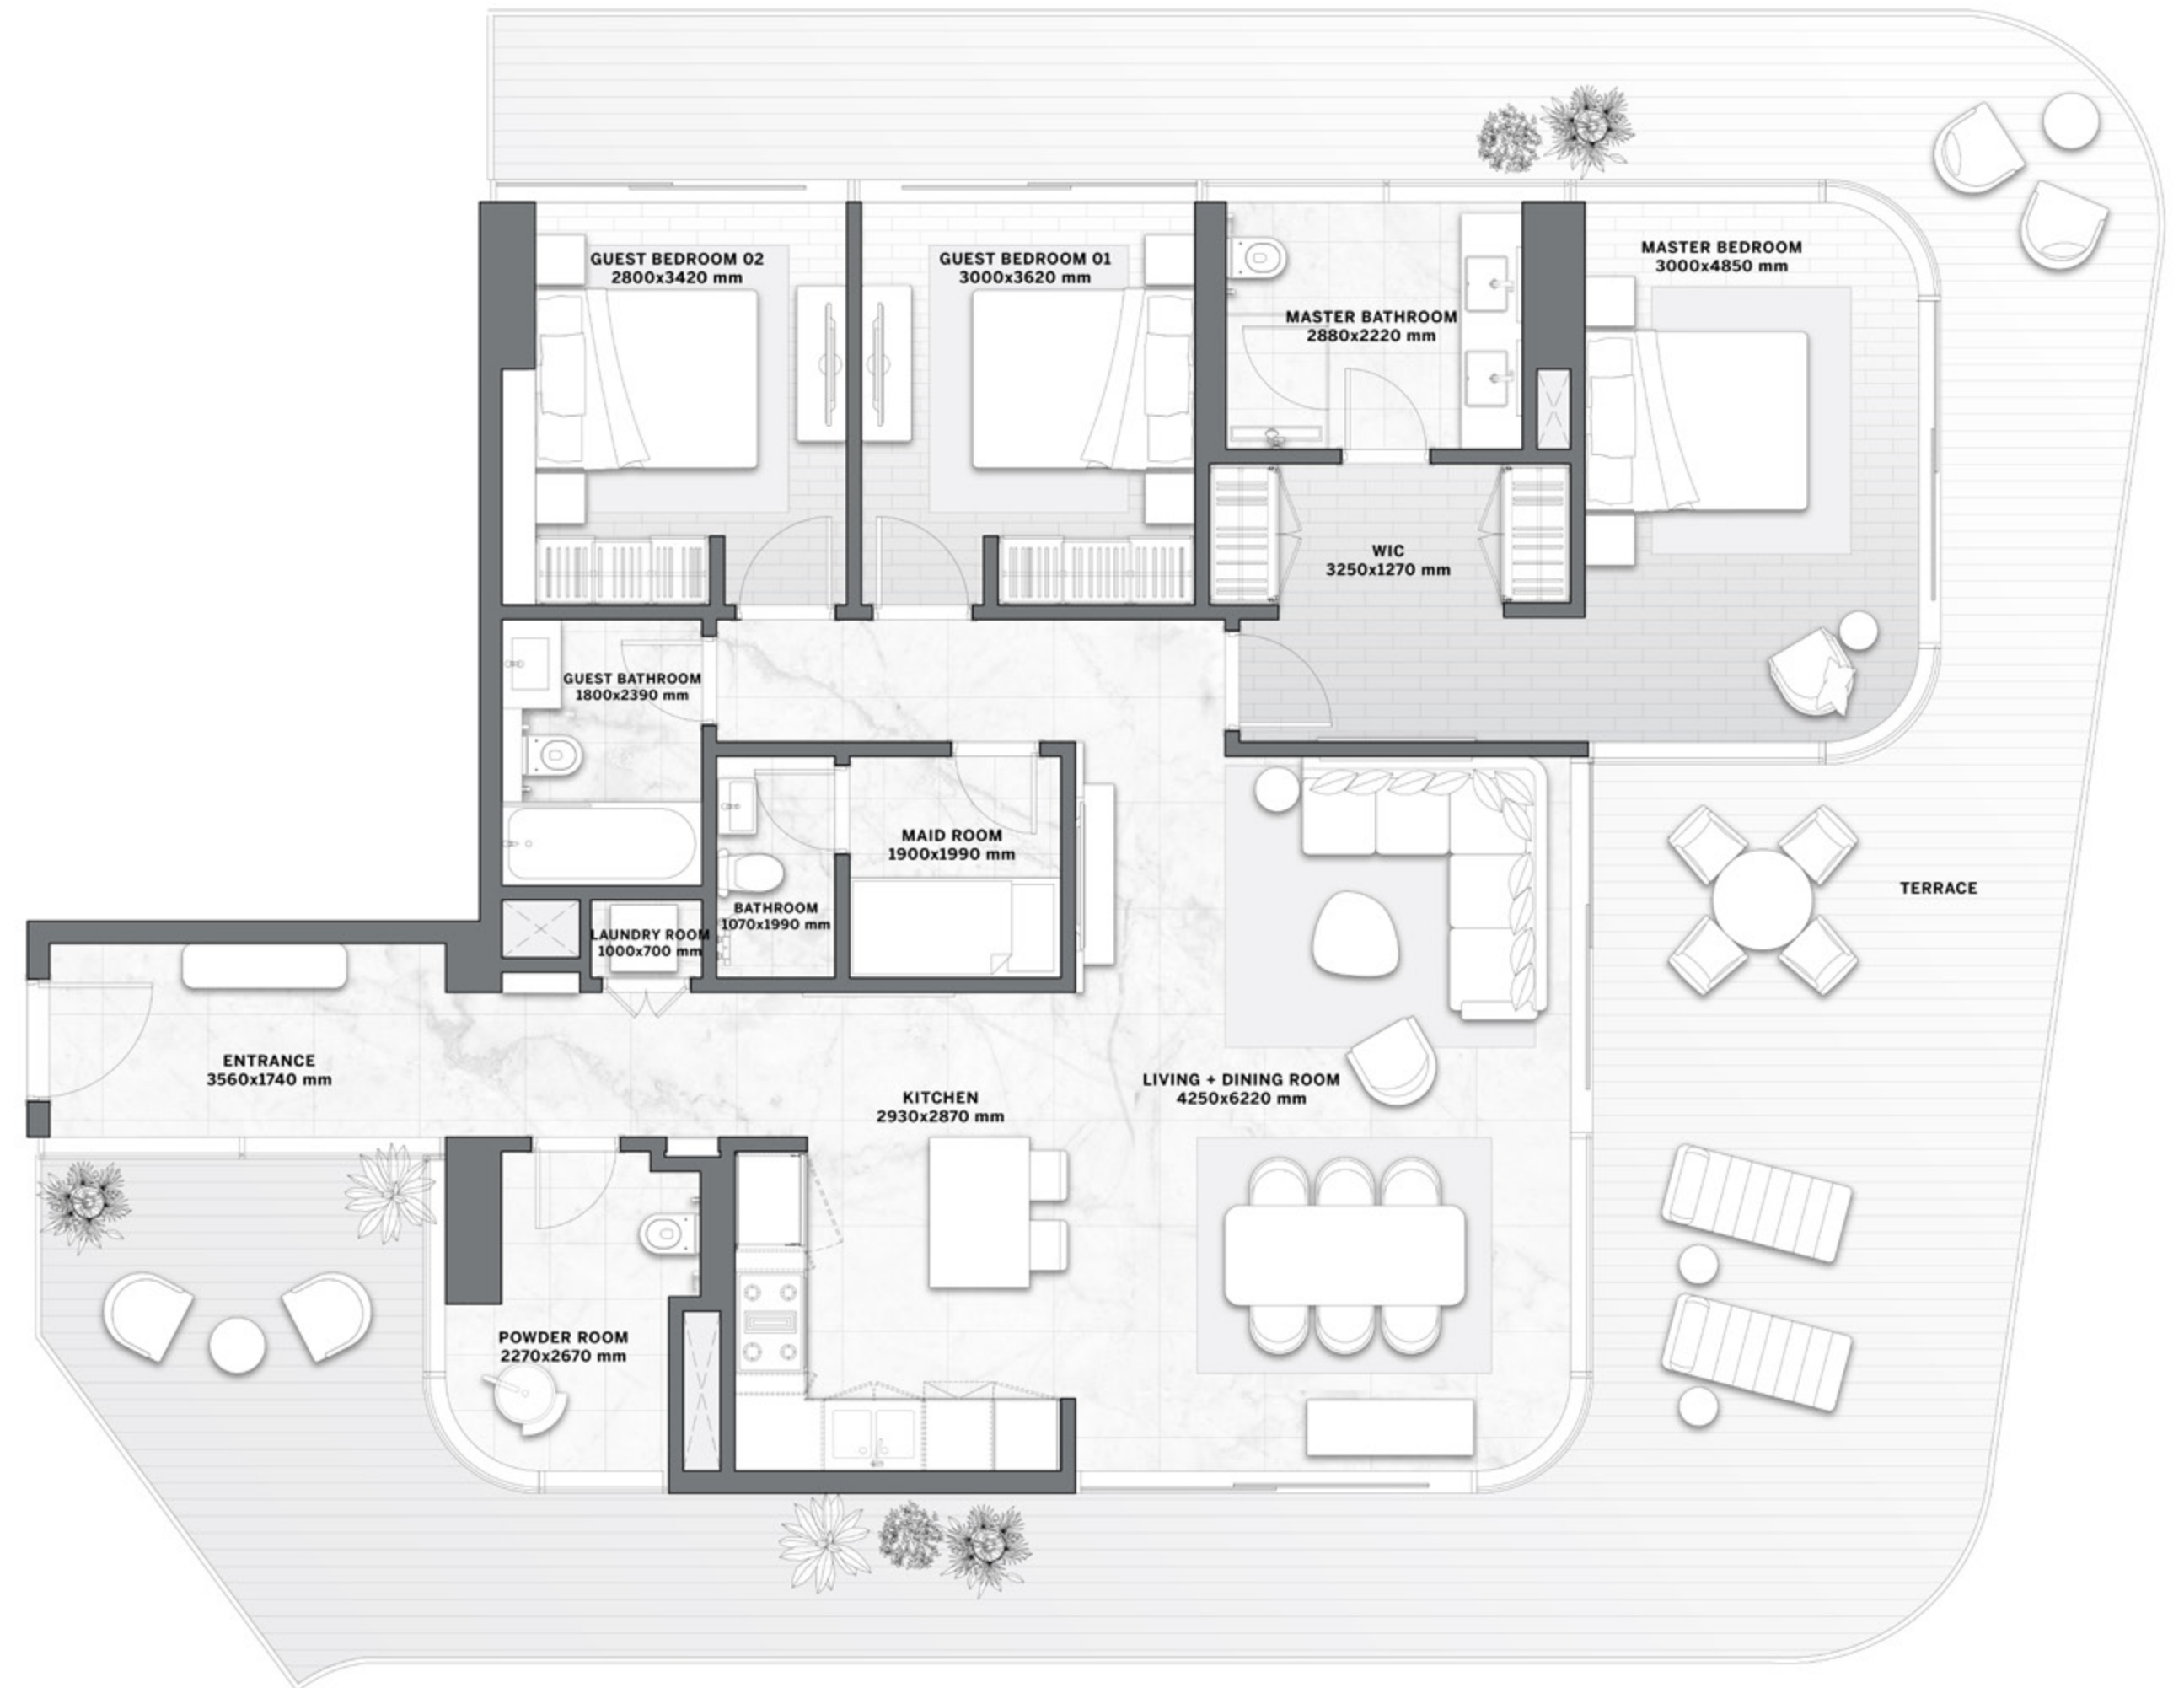 GUEST BEDROOM 02
2800x3420 mm
GUEST BEDROOM 01
3000x3620 mm
MASTER BATHROOM
2880x2220 mm
MASTER BEDROOM
3000x4850 mm
WIC
3250x1270 mm
GUEST BATHROOM
1800x2390 mm
MAID ROOM
1900x1990 mm
BATHROOM
1070x1990 mm
LAUNDRY ROOM
1000x700 mm
TERRACE
ENTRANCE
3560x1740 mm
KITCHEN
2930x2870 mm
LIVING + DINING ROOM
4250x6220 mm
POWDER ROOM
2270x2670 mm